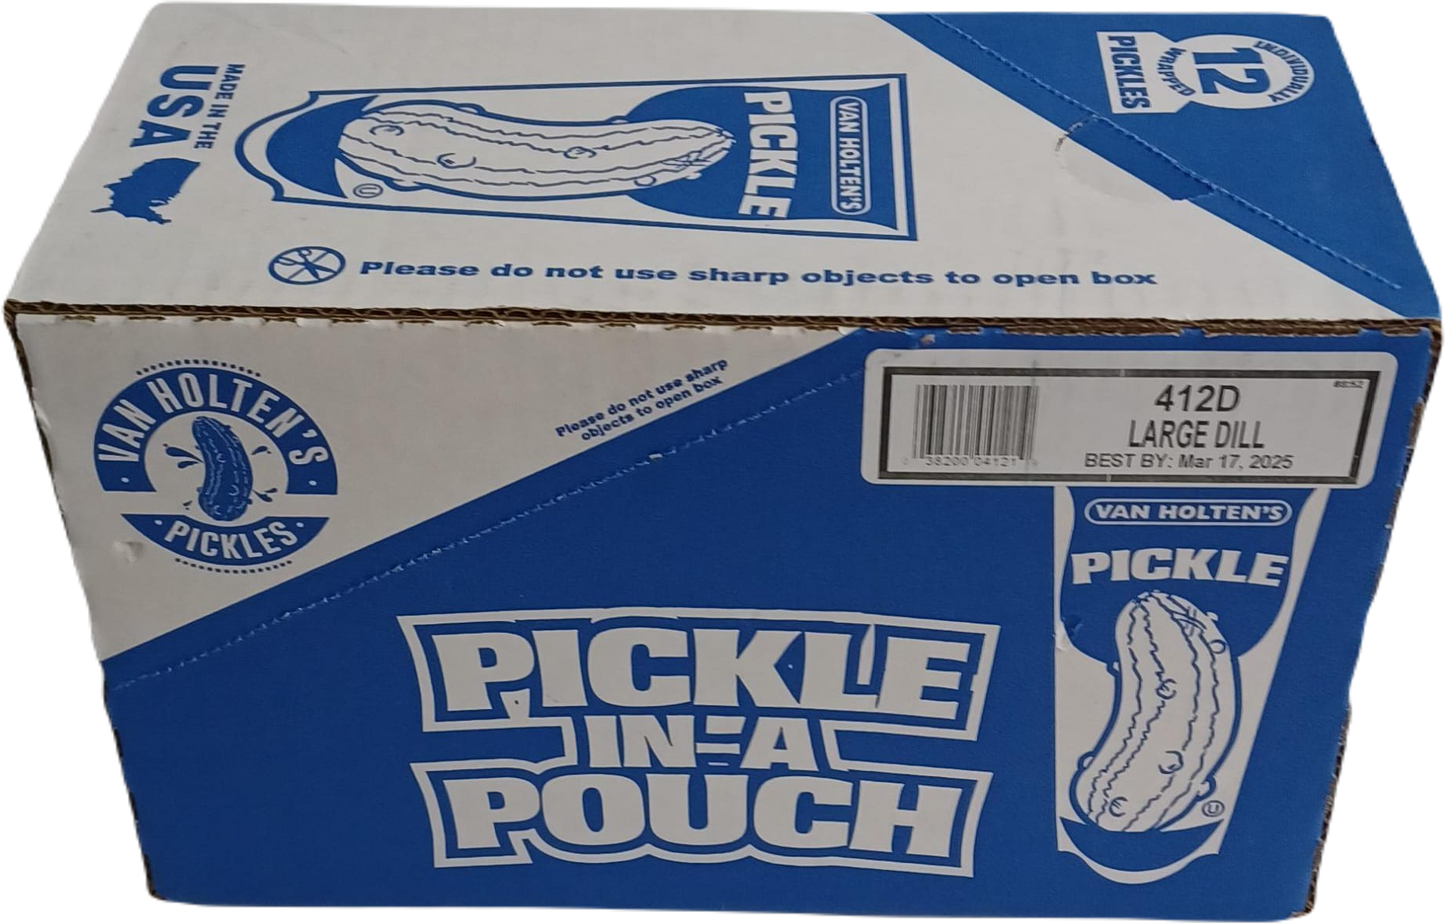 12
INDIVIDUALLY
WRAPPED
PICKLES
MADE IN THE
USA
VAN HOLTEN'S
PICKLE
U
Please do not use sharp objects to open box
VAN HOLTEN'S
PICKLES
Please do not use sharp
objects to open box
412D
LARGE DILL
BEST BY: Mar 17, 2025
VAN HOLTEN'S
PICKLE
U
PICKLE
IN-A
POUCH